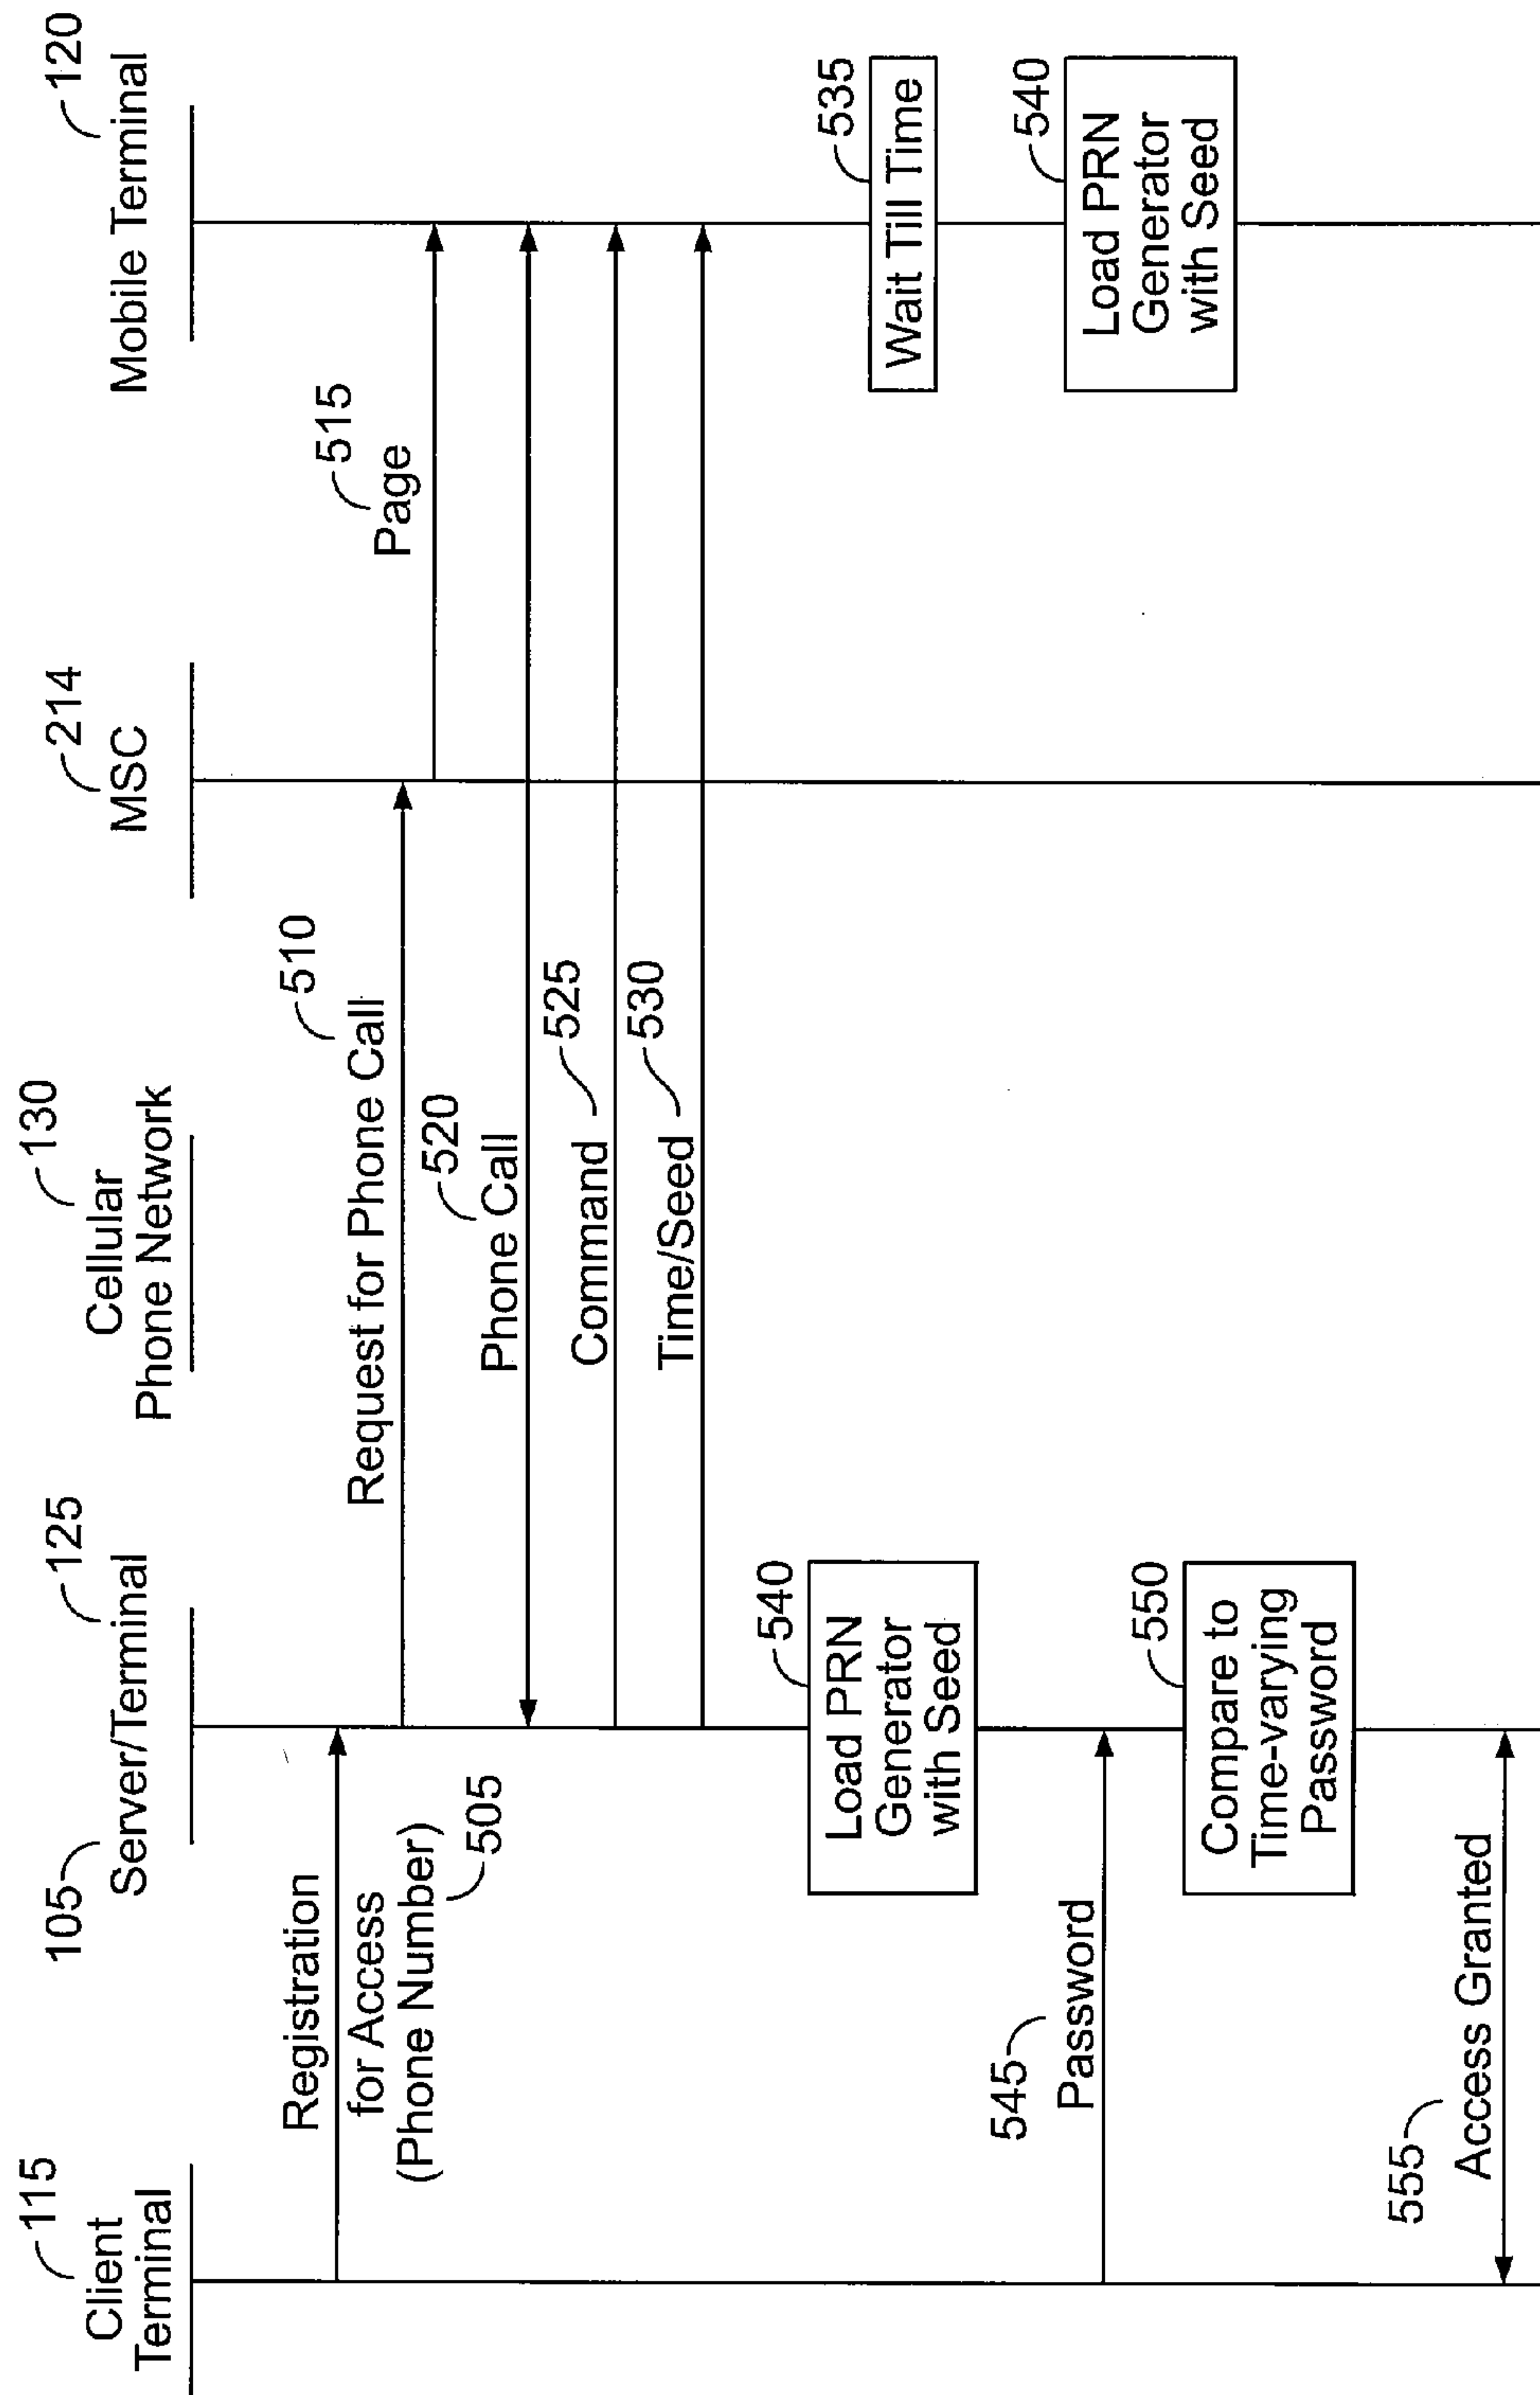 115
Client
Terminal
105
125
Server/Terminal
130
Cellular
Phone Network
214
MSC
120
Mobile Terminal
Registration
for Access
(Phone Number)
505
510
Request for Phone Call
515
Page
520
Phone Call
525
Command
530
Time/Seed
540
Load PRN
Generator
with Seed
535
Wait Till Time
540
Load PRN
Generator
with Seed
545
Password
550
Compare to
Time-varying
Password
555
Access Granted